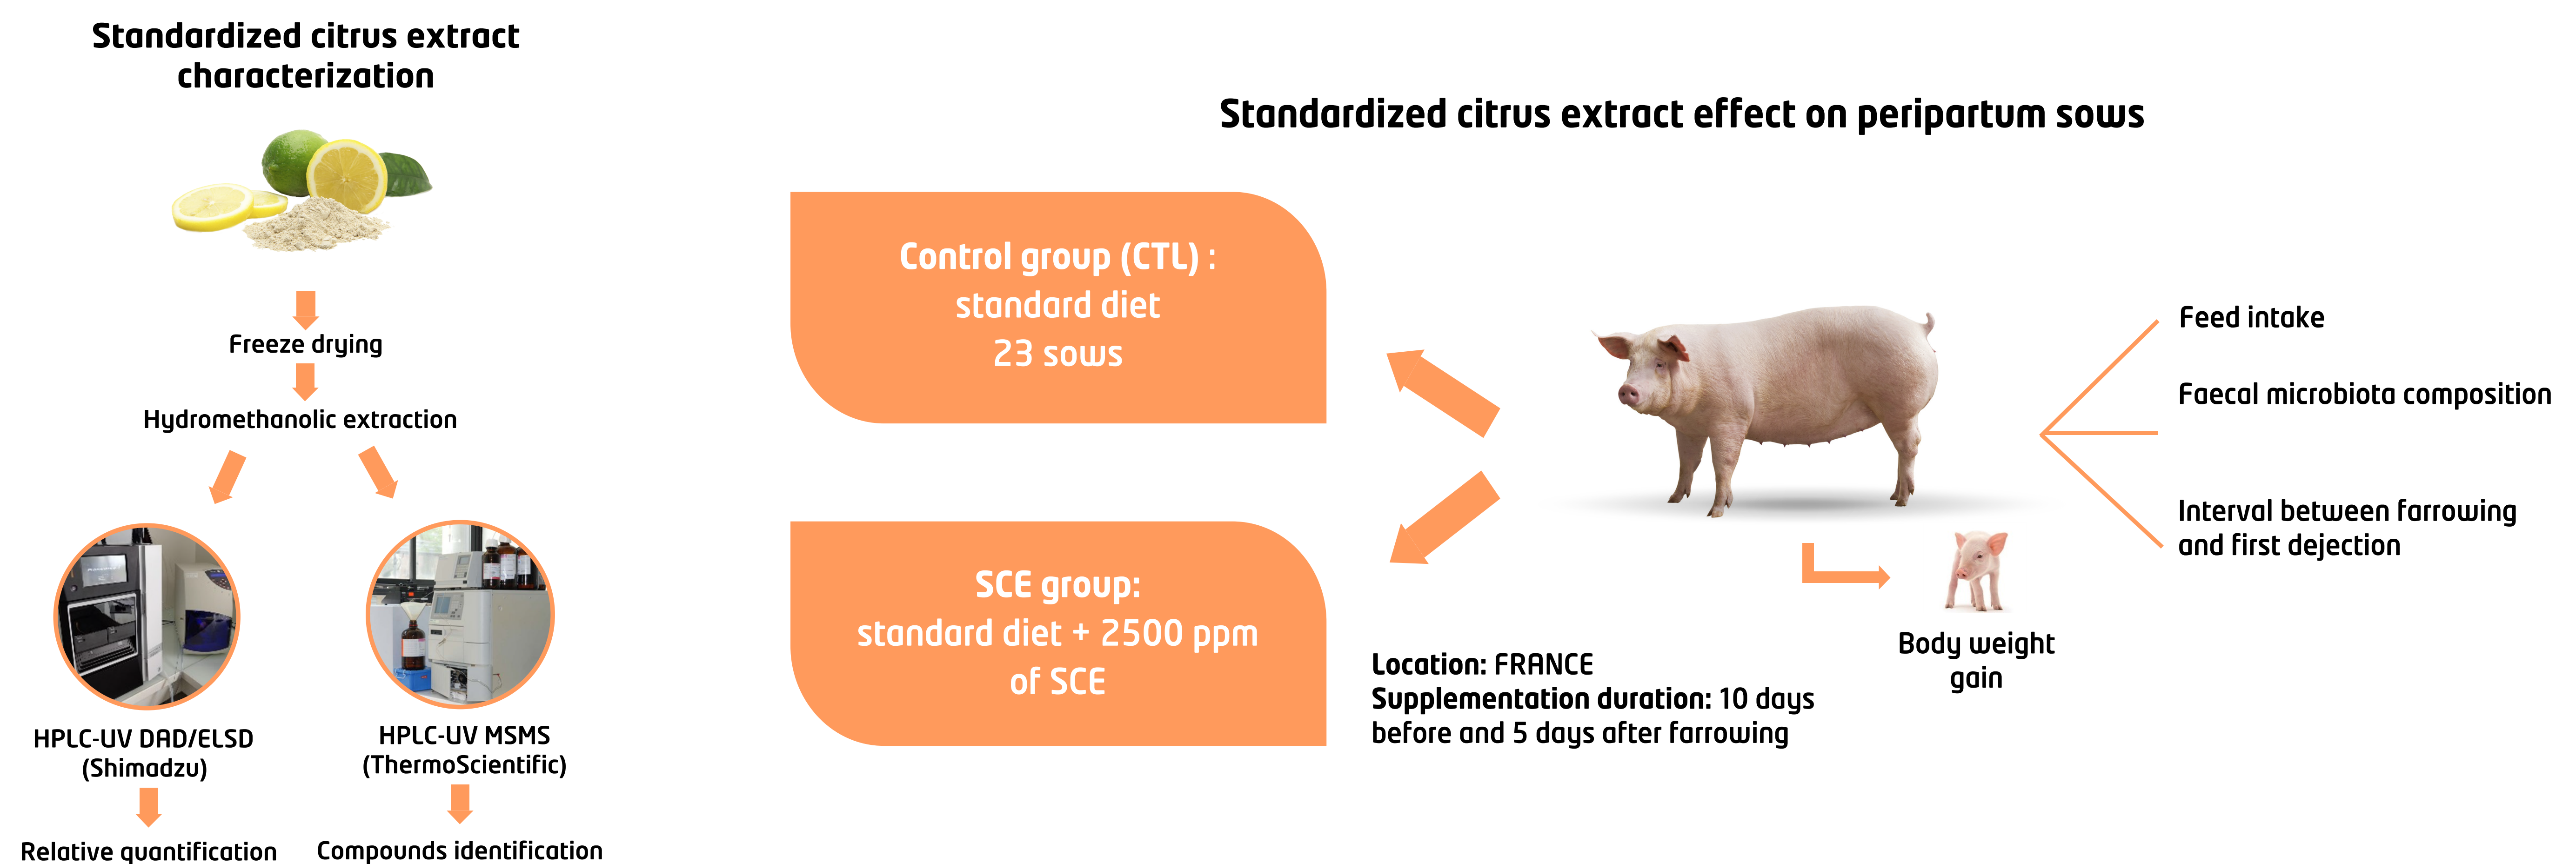 Standardized citrus extract
characterization
Freeze drying
Hydromethanolic extraction
HPLC-UV DAD/ELSD
(Shimadzu)
HPLC-UV MSMS
(ThermoScientific)
Relative quantification
Compounds identification
Standardized citrus extract effect on peripartum sows
Control group (CTL) :
standard diet
23 sows
SCE group:
standard diet + 2500 ppm
of SCE
Location: FRANCE
Supplementation duration: 10 days
before and 5 days after farrowing
Body weight
gain
Feed intake
Faecal microbiota composition
Interval between farrowing
and first dejection